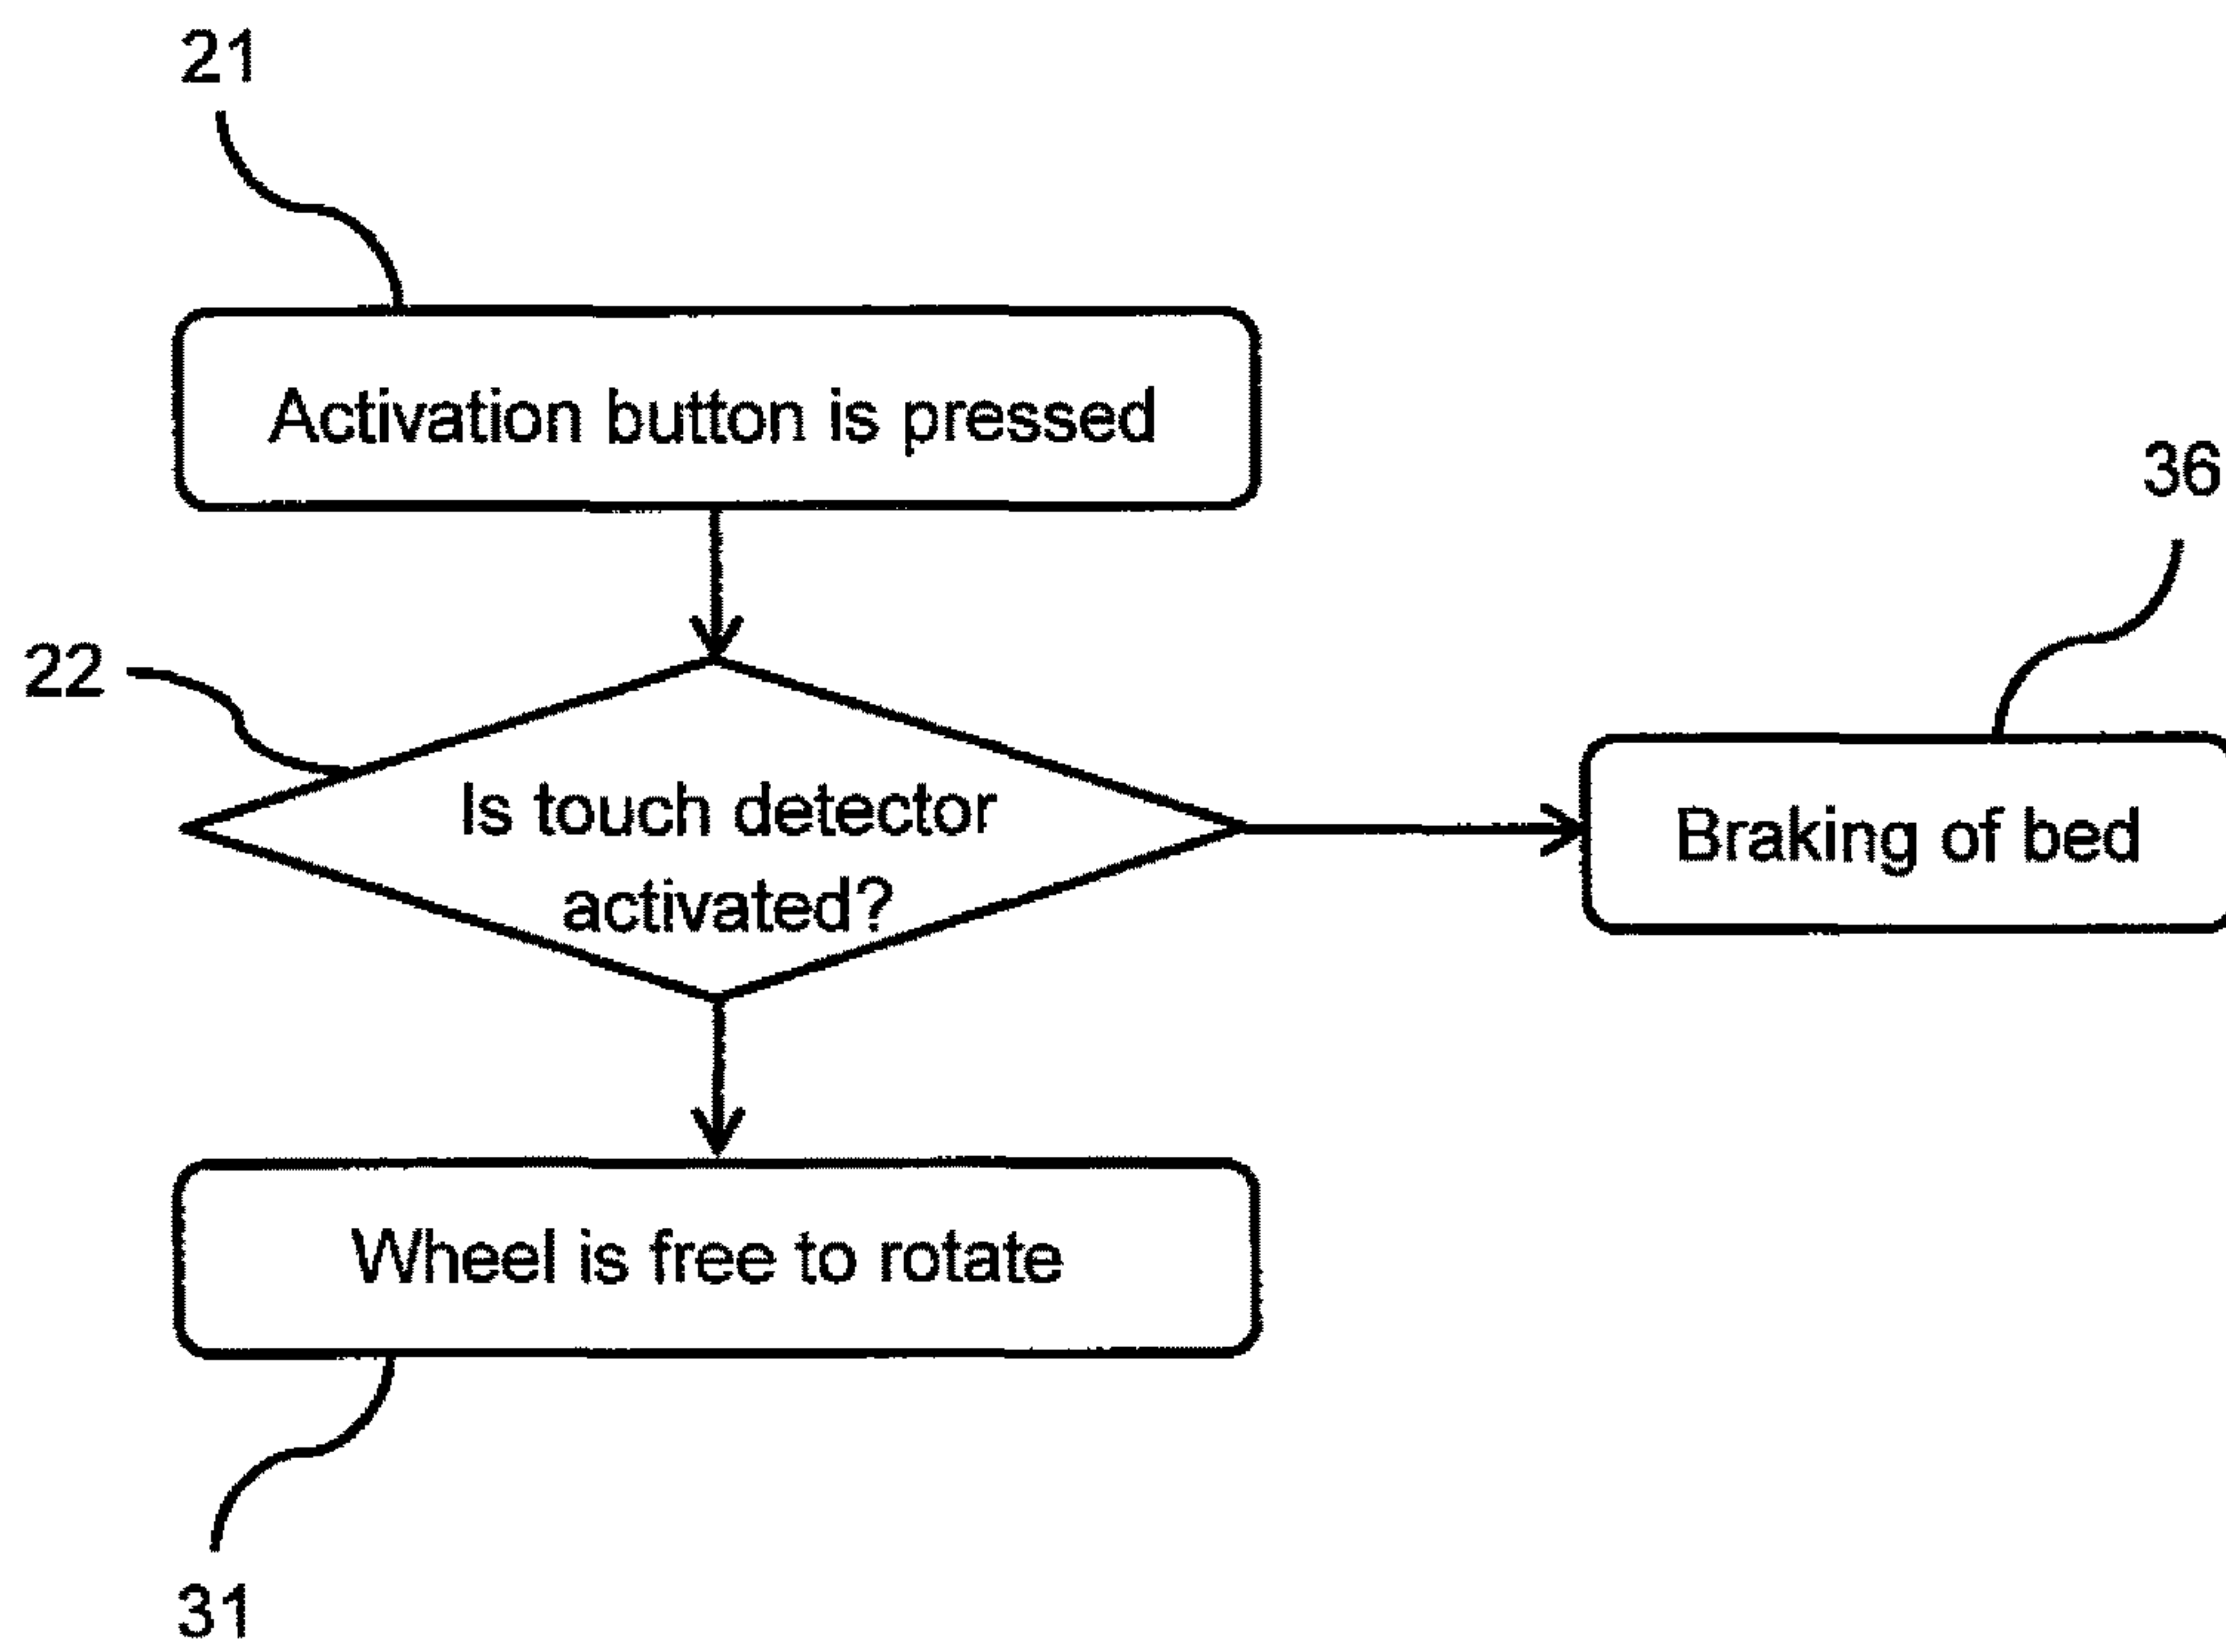 21
Activation button is pressed
36
22
Is touch detector
activated?
Braking of bed
Wheel is free to rotate
31